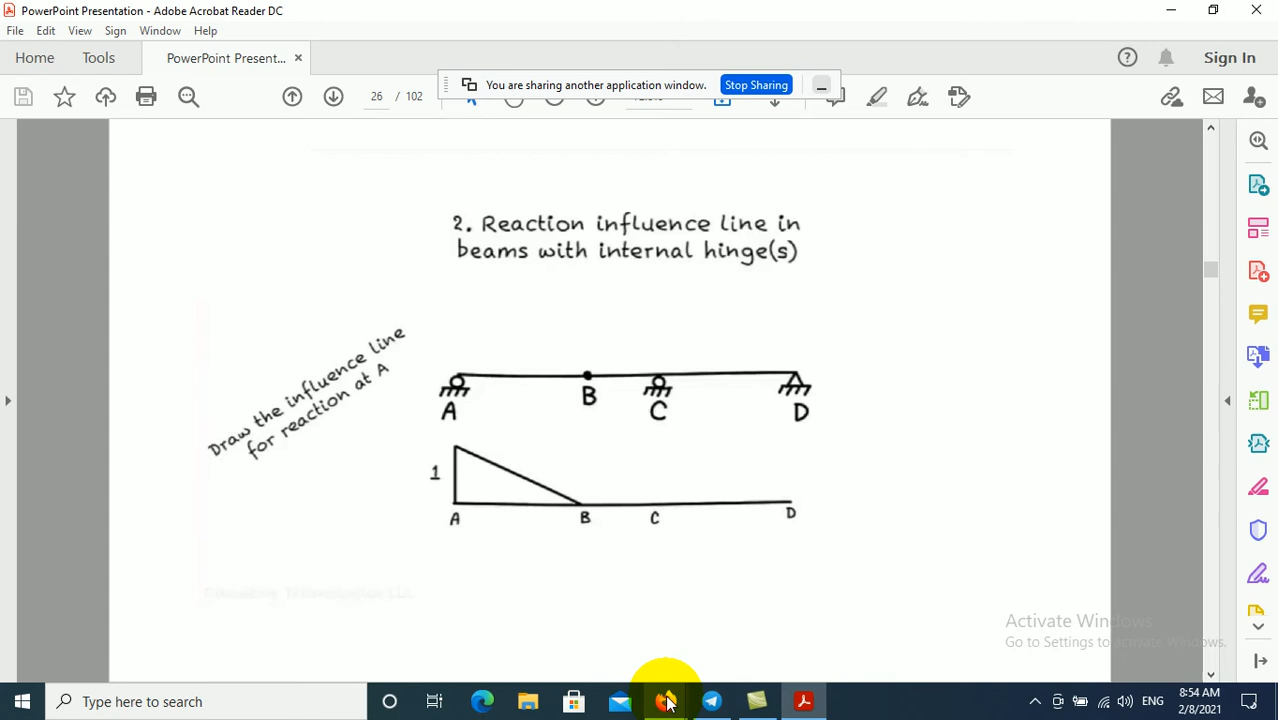 PowerPoint Presentation - Adobe Acrobat Reader DC
File Edit View Sign Window Help
Home Tools PowerPoint Present... × Sign In
You are sharing another application window. Stop Sharing
26 / 102
2. Reaction influence line in
beams with internal hinge(s)
Draw the influence line
for reaction at A
A B C D
1
A B C D
Activate Windows
Go to Settings to activate Windows.
Type here to search
ENG
8:54 AM
2/8/2021